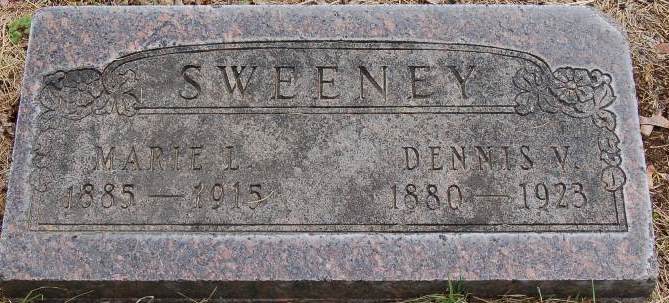 SWEENEY
MARIE L. DENNIS V.
1885 — 1915 1880 — 1923